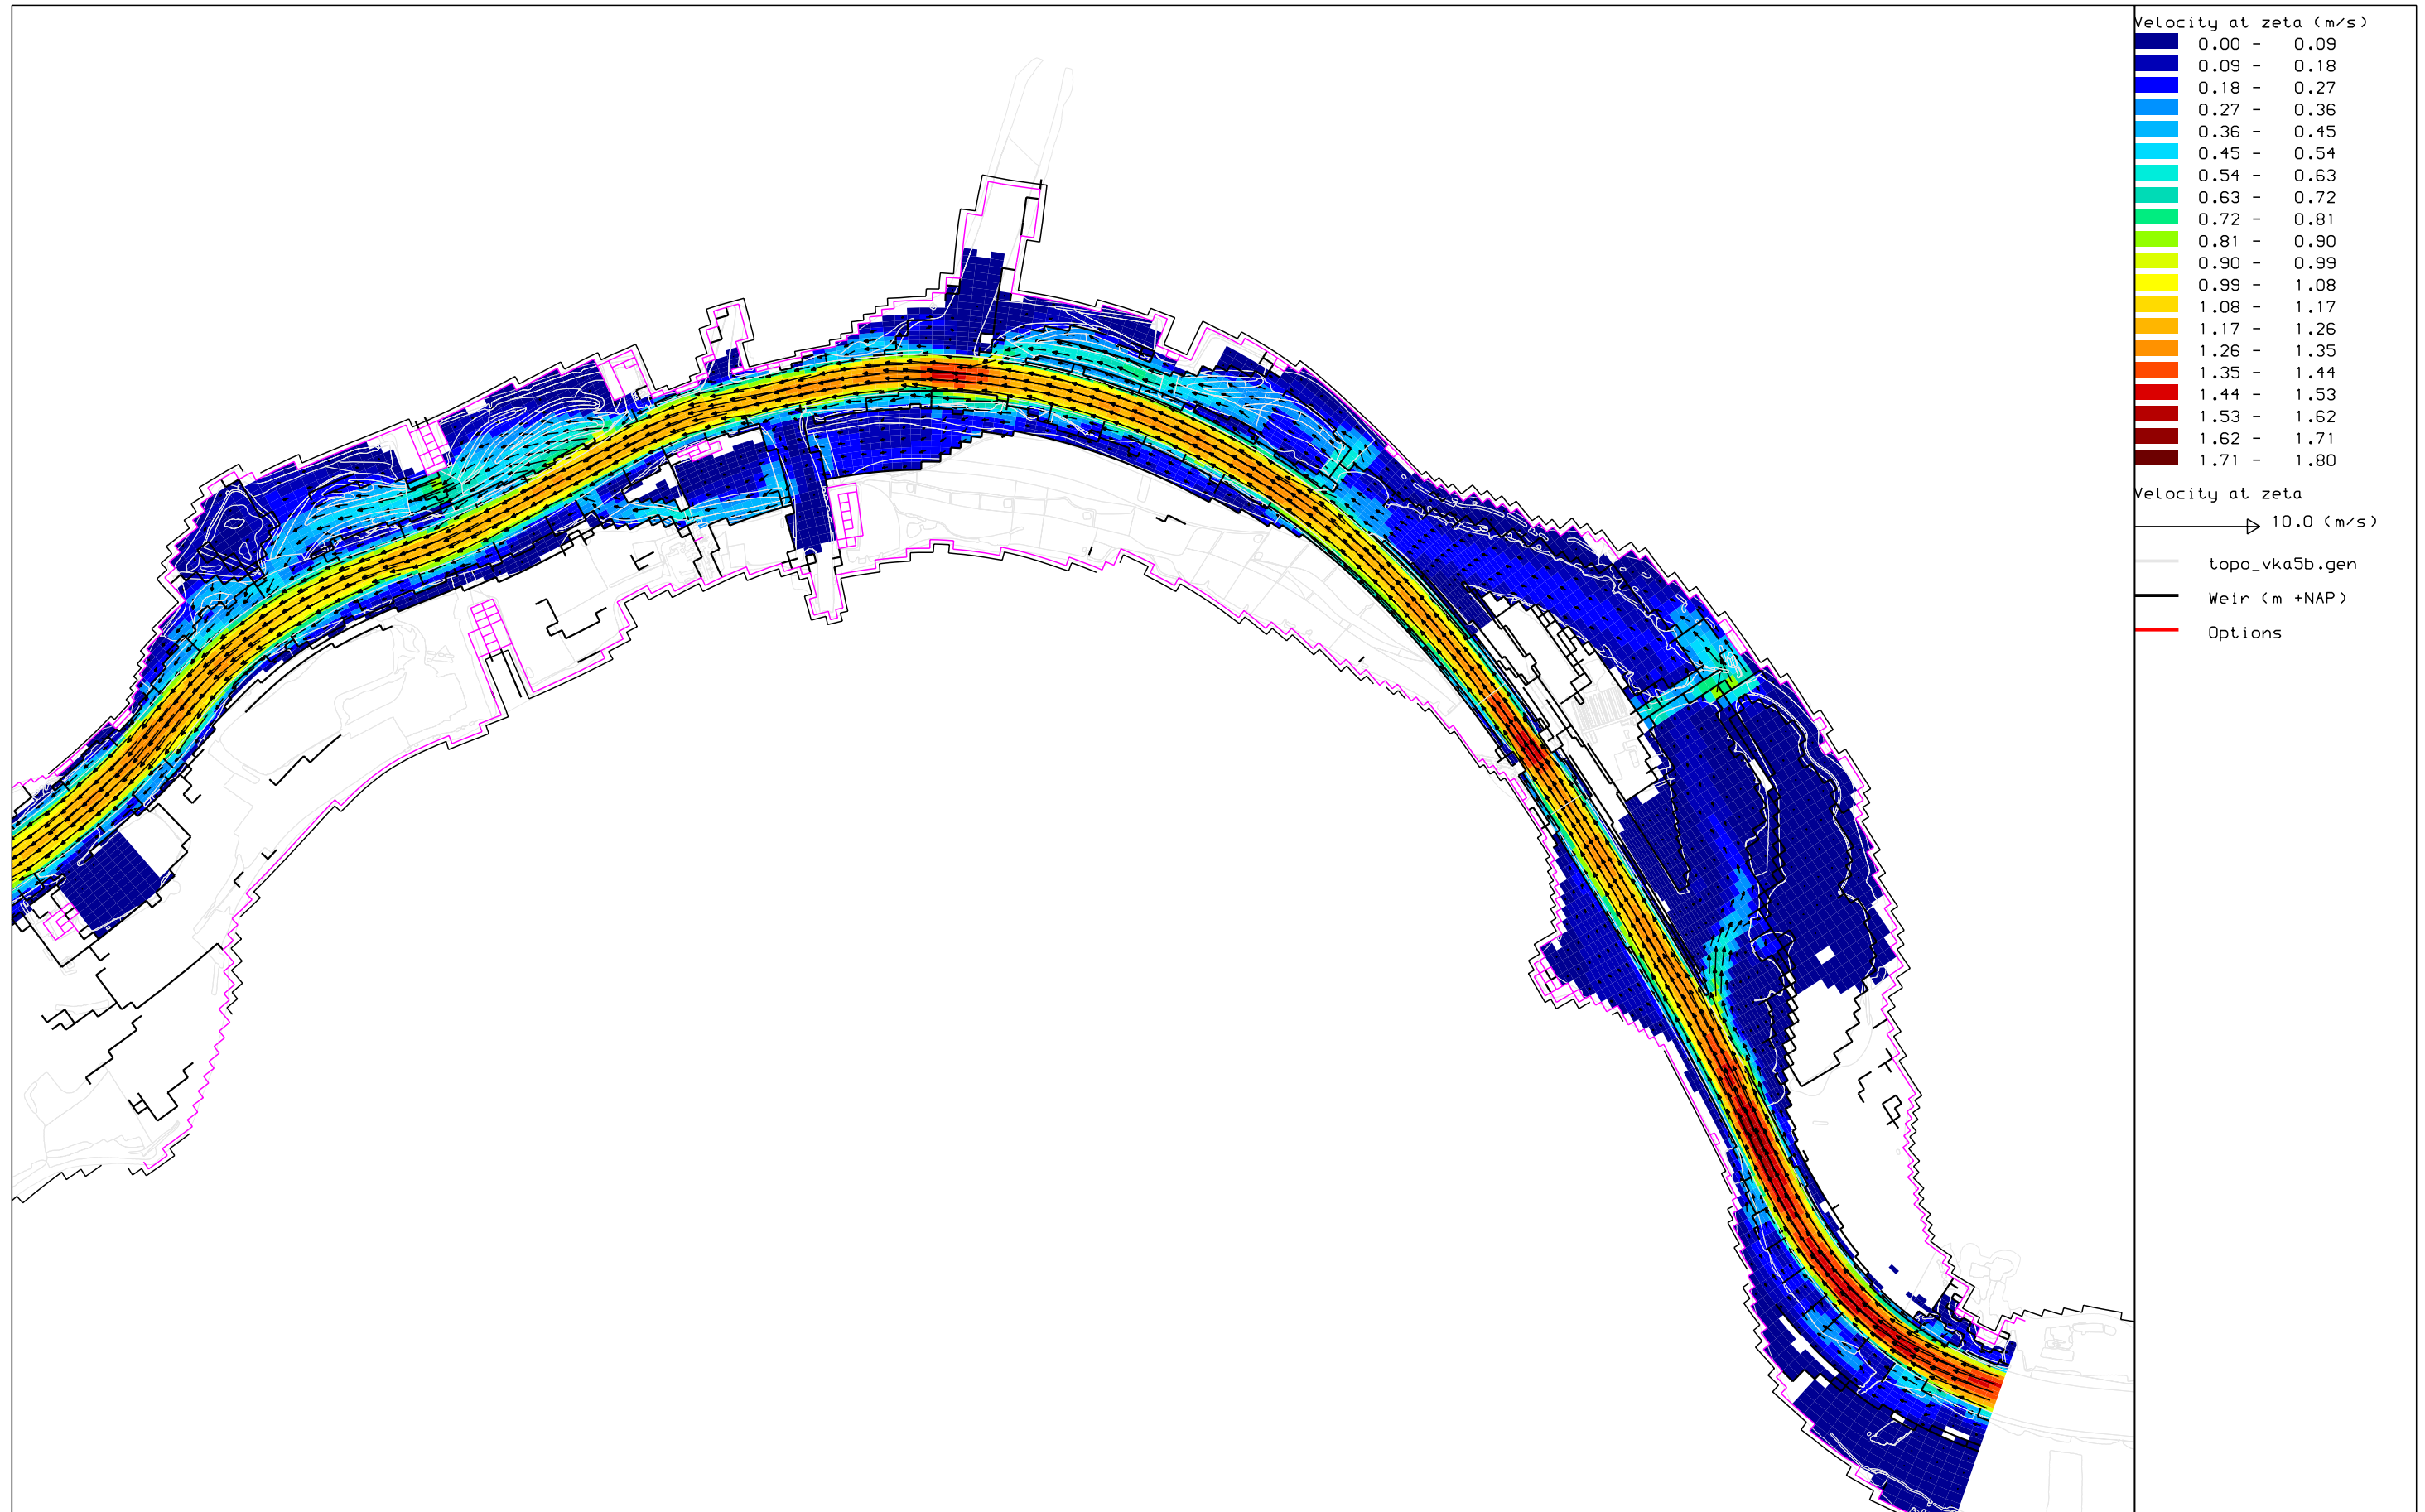 Velocity at zeta (m/s)
0.00 - 0.09
0.09 - 0.18
0.18 - 0.27
0.27 - 0.36
0.36 - 0.45
0.45 - 0.54
0.54 - 0.63
0.63 - 0.72
0.72 - 0.81
0.81 - 0.90
0.90 - 0.99
0.99 - 1.08
1.08 - 1.17
1.17 - 1.26
1.26 - 1.35
1.35 - 1.44
1.44 - 1.53
1.53 - 1.62
1.62 - 1.71
1.71 - 1.80
Velocity at zeta
10.0 (m/s)
topo_vka5b.gen
Weir (m +NAP)
Options